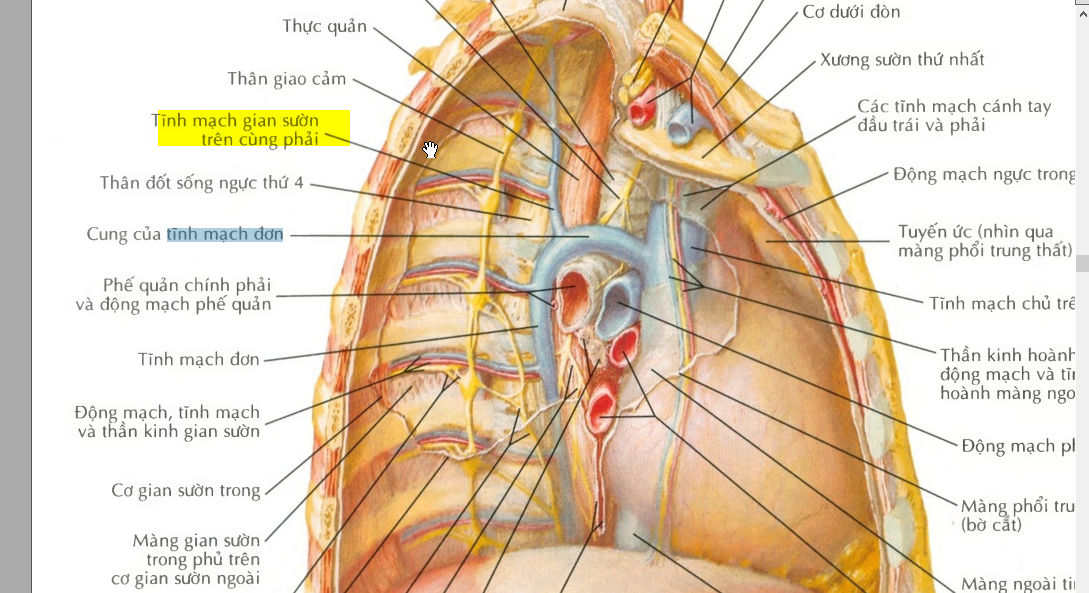 Thực quản
Thân giao cảm
Tĩnh mạch gian sườn
trên cùng phải
Thân đốt sống ngực thứ 4
Cung của tĩnh mạch đơn
Phế quản chính phải
và động mạch phế quản
Tĩnh mạch đơn
Động mạch, tĩnh mạch
và thần kinh gian sườn
Cơ gian sườn trong
Màng gian sườn
trong phủ trên
cơ gian sườn ngoài
Cơ dưới đòn
Xương sườn thứ nhất
Các tĩnh mạch cánh tay
đầu trái và phải
Động mạch ngực trong
Tuyến ức (nhìn qua
màng phổi trung thất)
Tĩnh mạch chủ trê
Thần kinh hoành
động mạch và tĩ
hoành màng ngo
Động mạch ph
Màng phổi tru
(bờ cắt)
Màng ngoài ti